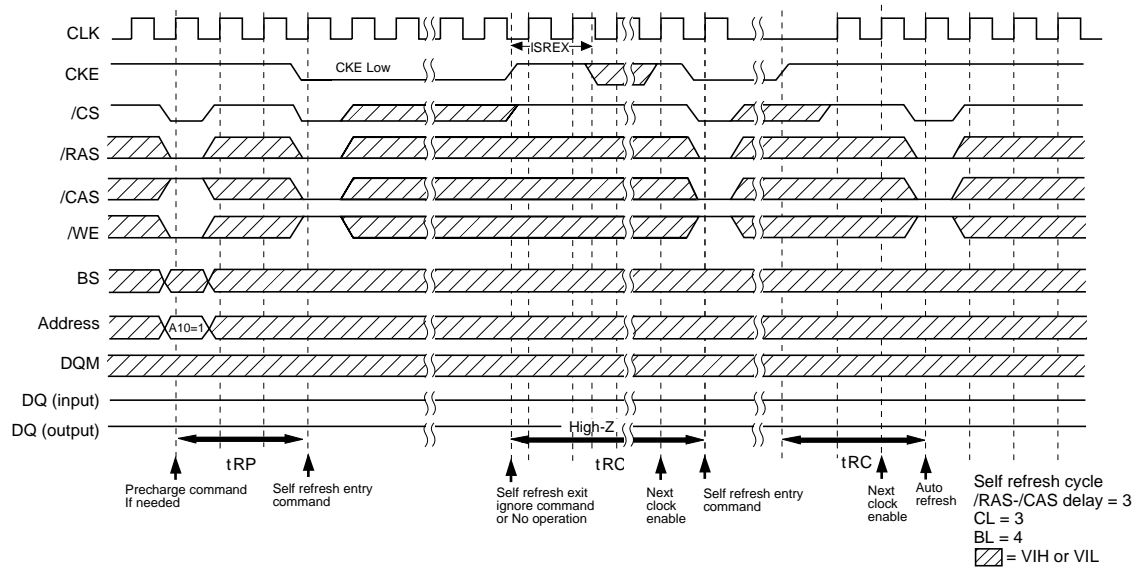 CLK
lSREX
CKE
CKE Low
/CS
/RAS
/CAS
/WE
BS
Address
A10=1
DQM
DQ (input)
DQ (output)
High-Z
tRP
tRC
tRC
Precharge command
If needed
Self refresh entry
command
Self refresh exit
ignore command
or No operation
Next
clock
enable
Self refresh entry
command
Next
clock
enable
Auto
refresh
Self refresh cycle
/RAS-/CAS delay = 3
CL = 3
BL = 4
= VIH or VIL